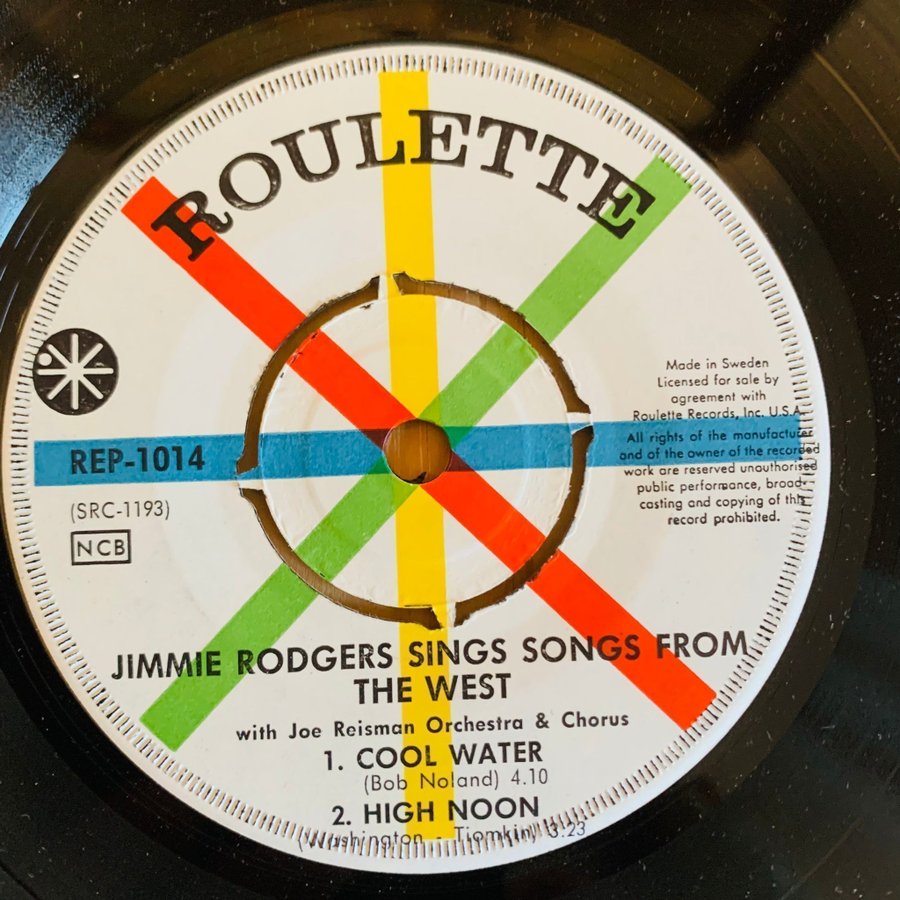 ROULETTE
Made in Sweden
Licensed for sale by
agreement with
Roulette Records, Inc. U.S.A.
All rights of the manufacturer
and of the owner of the recorded
work are reserved unauthorised
public performance, broad-
casting and copying of this
record prohibited.
REP-1014
(SRC-1193)
NCB
JIMMIE RODGERS SINGS SONGS FROM
THE WEST
with Joe Reisman Orchestra & Chorus
1. COOL WATER
(Bob Noland) 4.10
2. HIGH NOON
(Washington - Tiomkin) 3.23